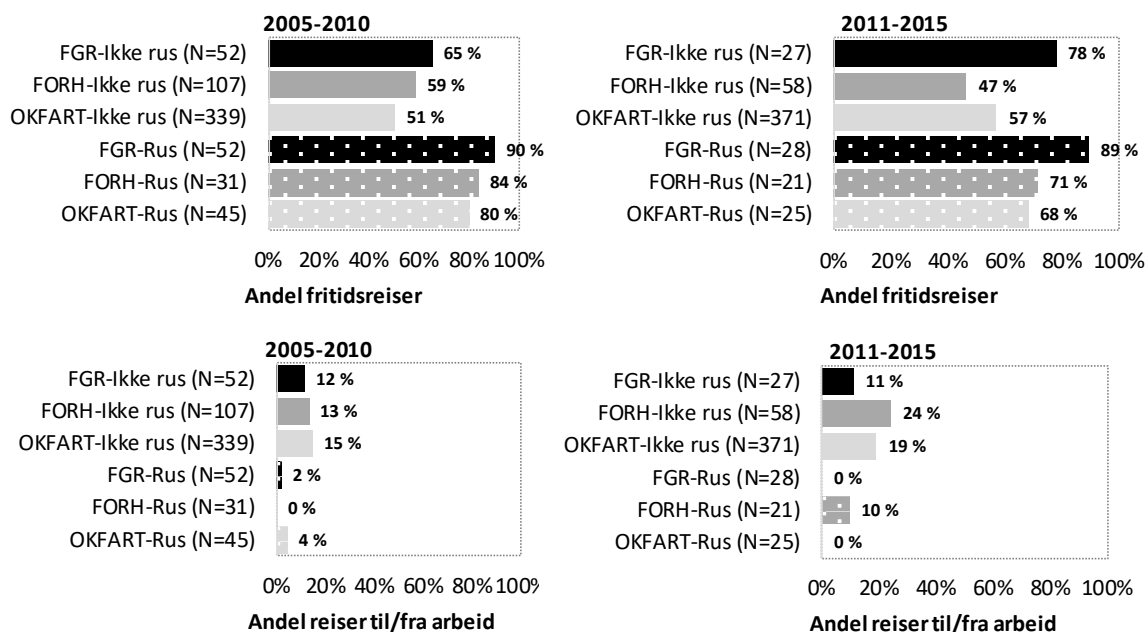 2005-2010
FGR-Ikke rus (N=52) 65 %
FORH-Ikke rus (N=107) 59 %
OKFART-Ikke rus (N=339) 51 %
FGR-Rus (N=52) 90 %
FORH-Rus (N=31) 84 %
OKFART-Rus (N=45) 80 %
0% 20% 40% 60% 80% 100%
Andel fritidsreiser
2011-2015
FGR-Ikke rus (N=27) 78 %
FORH-Ikke rus (N=58) 47 %
OKFART-Ikke rus (N=371) 57 %
FGR-Rus (N=28) 89 %
FORH-Rus (N=21) 71 %
OKFART-Rus (N=25) 68 %
0% 20% 40% 60% 80% 100%
Andel fritidsreiser
2005-2010
FGR-Ikke rus (N=52) 12 %
FORH-Ikke rus (N=107) 13 %
OKFART-Ikke rus (N=339) 15 %
FGR-Rus (N=52) 2 %
FORH-Rus (N=31) 0 %
OKFART-Rus (N=45) 4 %
0% 20% 40% 60% 80% 100%
Andel reiser til/fra arbeid
2011-2015
FGR-Ikke rus (N=27) 11 %
FORH-Ikke rus (N=58) 24 %
OKFART-Ikke rus (N=371) 19 %
FGR-Rus (N=28) 0 %
FORH-Rus (N=21) 10 %
OKFART-Rus (N=25) 0 %
0% 20% 40% 60% 80% 100%
Andel reiser til/fra arbeid